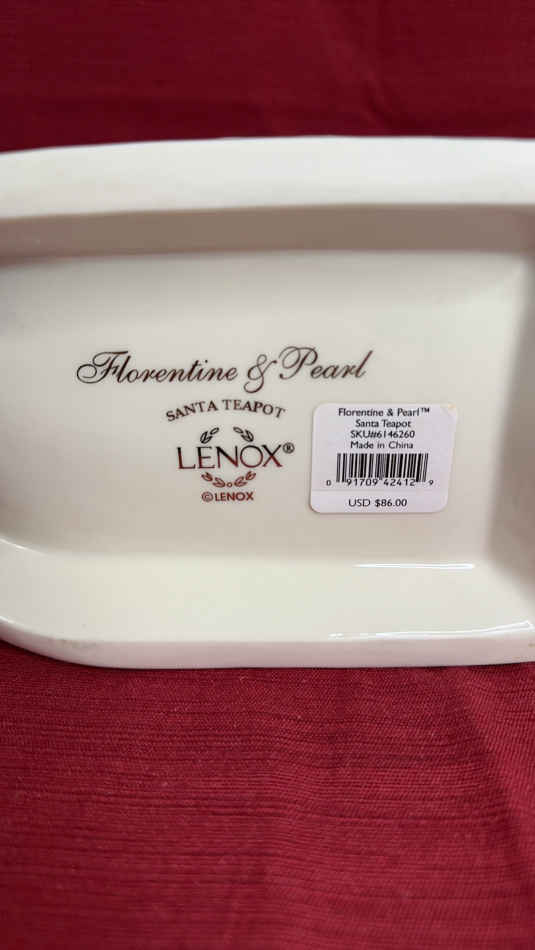 Florentine & Pearl
SANTA TEAPOT
LENOX®
©LENOX
Florentine & Pearl™
Santa Teapot
SKU#6146260
Made in China
0 91709 42412 9
USD $86.00